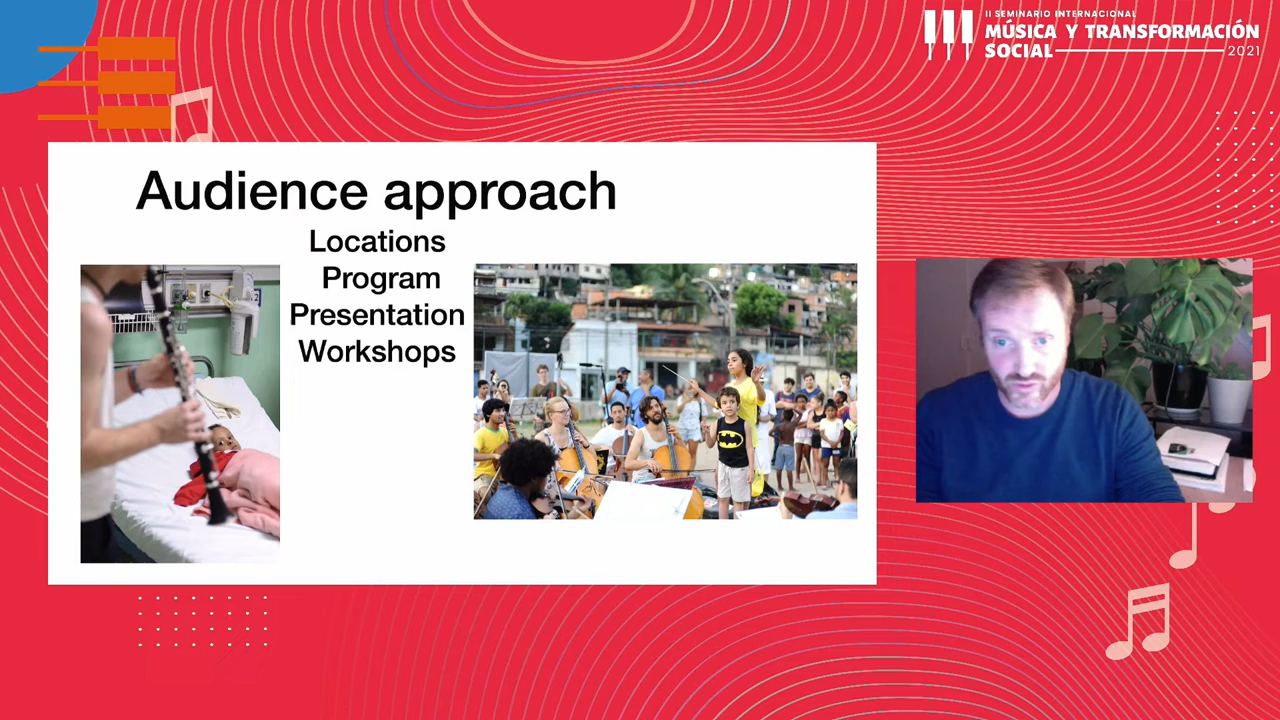 II SEMINARIO INTERNACIONAL
MÚSICA Y TRANSFORMACIÓN
SOCIAL
2021
Audience approach
Locations
Program
Presentation
Workshops